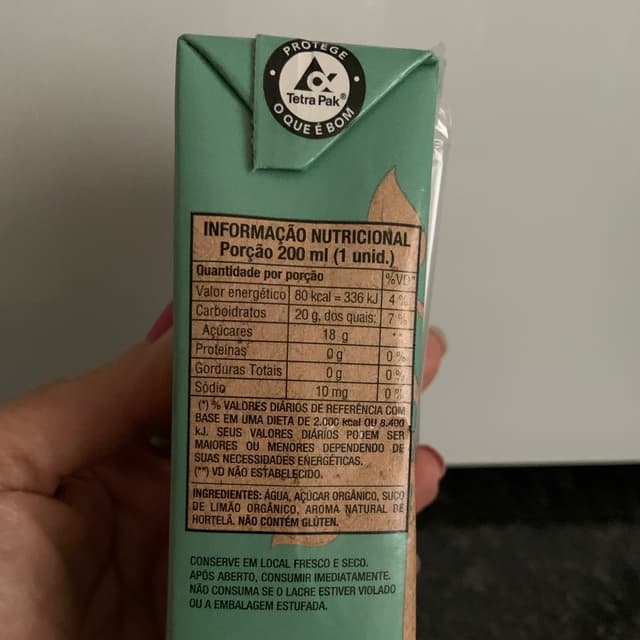 PROTEGE
Tetra Pak®
O QUE É BOM
INFORMAÇÃO NUTRICIONAL
Porção 200 ml (1 unid.)
Quantidade por porção %VD*
Valor energético 80 kcal = 336 kJ 4 %
Carboidratos 20 g, dos quais: 7 %
Açúcares 18 g **
Proteínas 0 g 0 %
Gorduras Totais 0 g 0 %
Sódio 10 mg 0 %
(*) % VALORES DIÁRIOS DE REFERÊNCIA COM
BASE EM UMA DIETA DE 2.000 kcal OU 8.400
kJ. SEUS VALORES DIÁRIOS PODEM SER
MAIORES OU MENORES DEPENDENDO DE
SUAS NECESSIDADES ENERGÉTICAS.
(**) VD NÃO ESTABELECIDO.
INGREDIENTES: ÁGUA, AÇÚCAR ORGÂNICO, SUCO
DE LIMÃO ORGÂNICO, AROMA NATURAL DE
HORTELÃ. NÃO CONTÉM GLÚTEN.
CONSERVE EM LOCAL FRESCO E SECO.
APÓS ABERTO, CONSUMIR IMEDIATAMENTE.
NÃO CONSUMA SE O LACRE ESTIVER VIOLADO
OU A EMBALAGEM ESTUFADA.